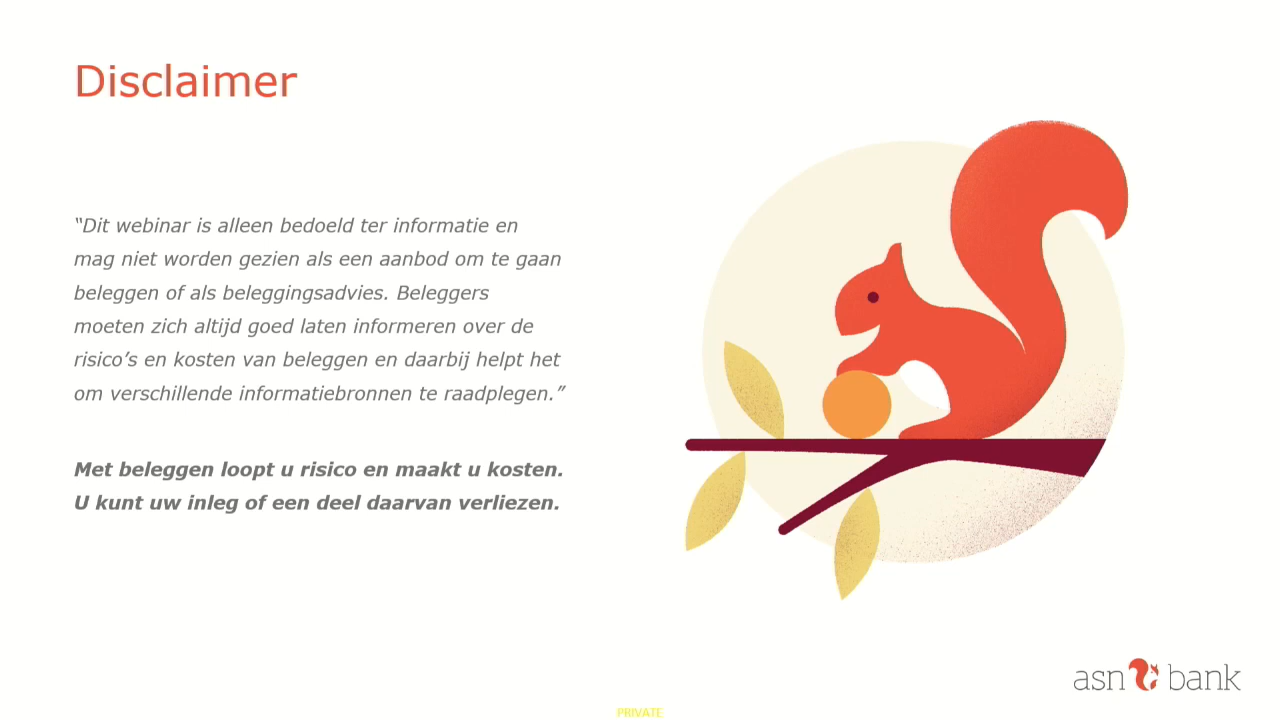 Disclaimer
“Dit webinar is alleen bedoeld ter informatie en
mag niet worden gezien als een aanbod om te gaan
beleggen of als beleggingsadvies. Beleggers
moeten zich altijd goed laten informeren over de
risico’s en kosten van beleggen en daarbij helpt het
om verschillende informatiebronnen te raadplegen.”
Met beleggen loopt u risico en maakt u kosten.
U kunt uw inleg of een deel daarvan verliezen.
asn bank
PRIVATE